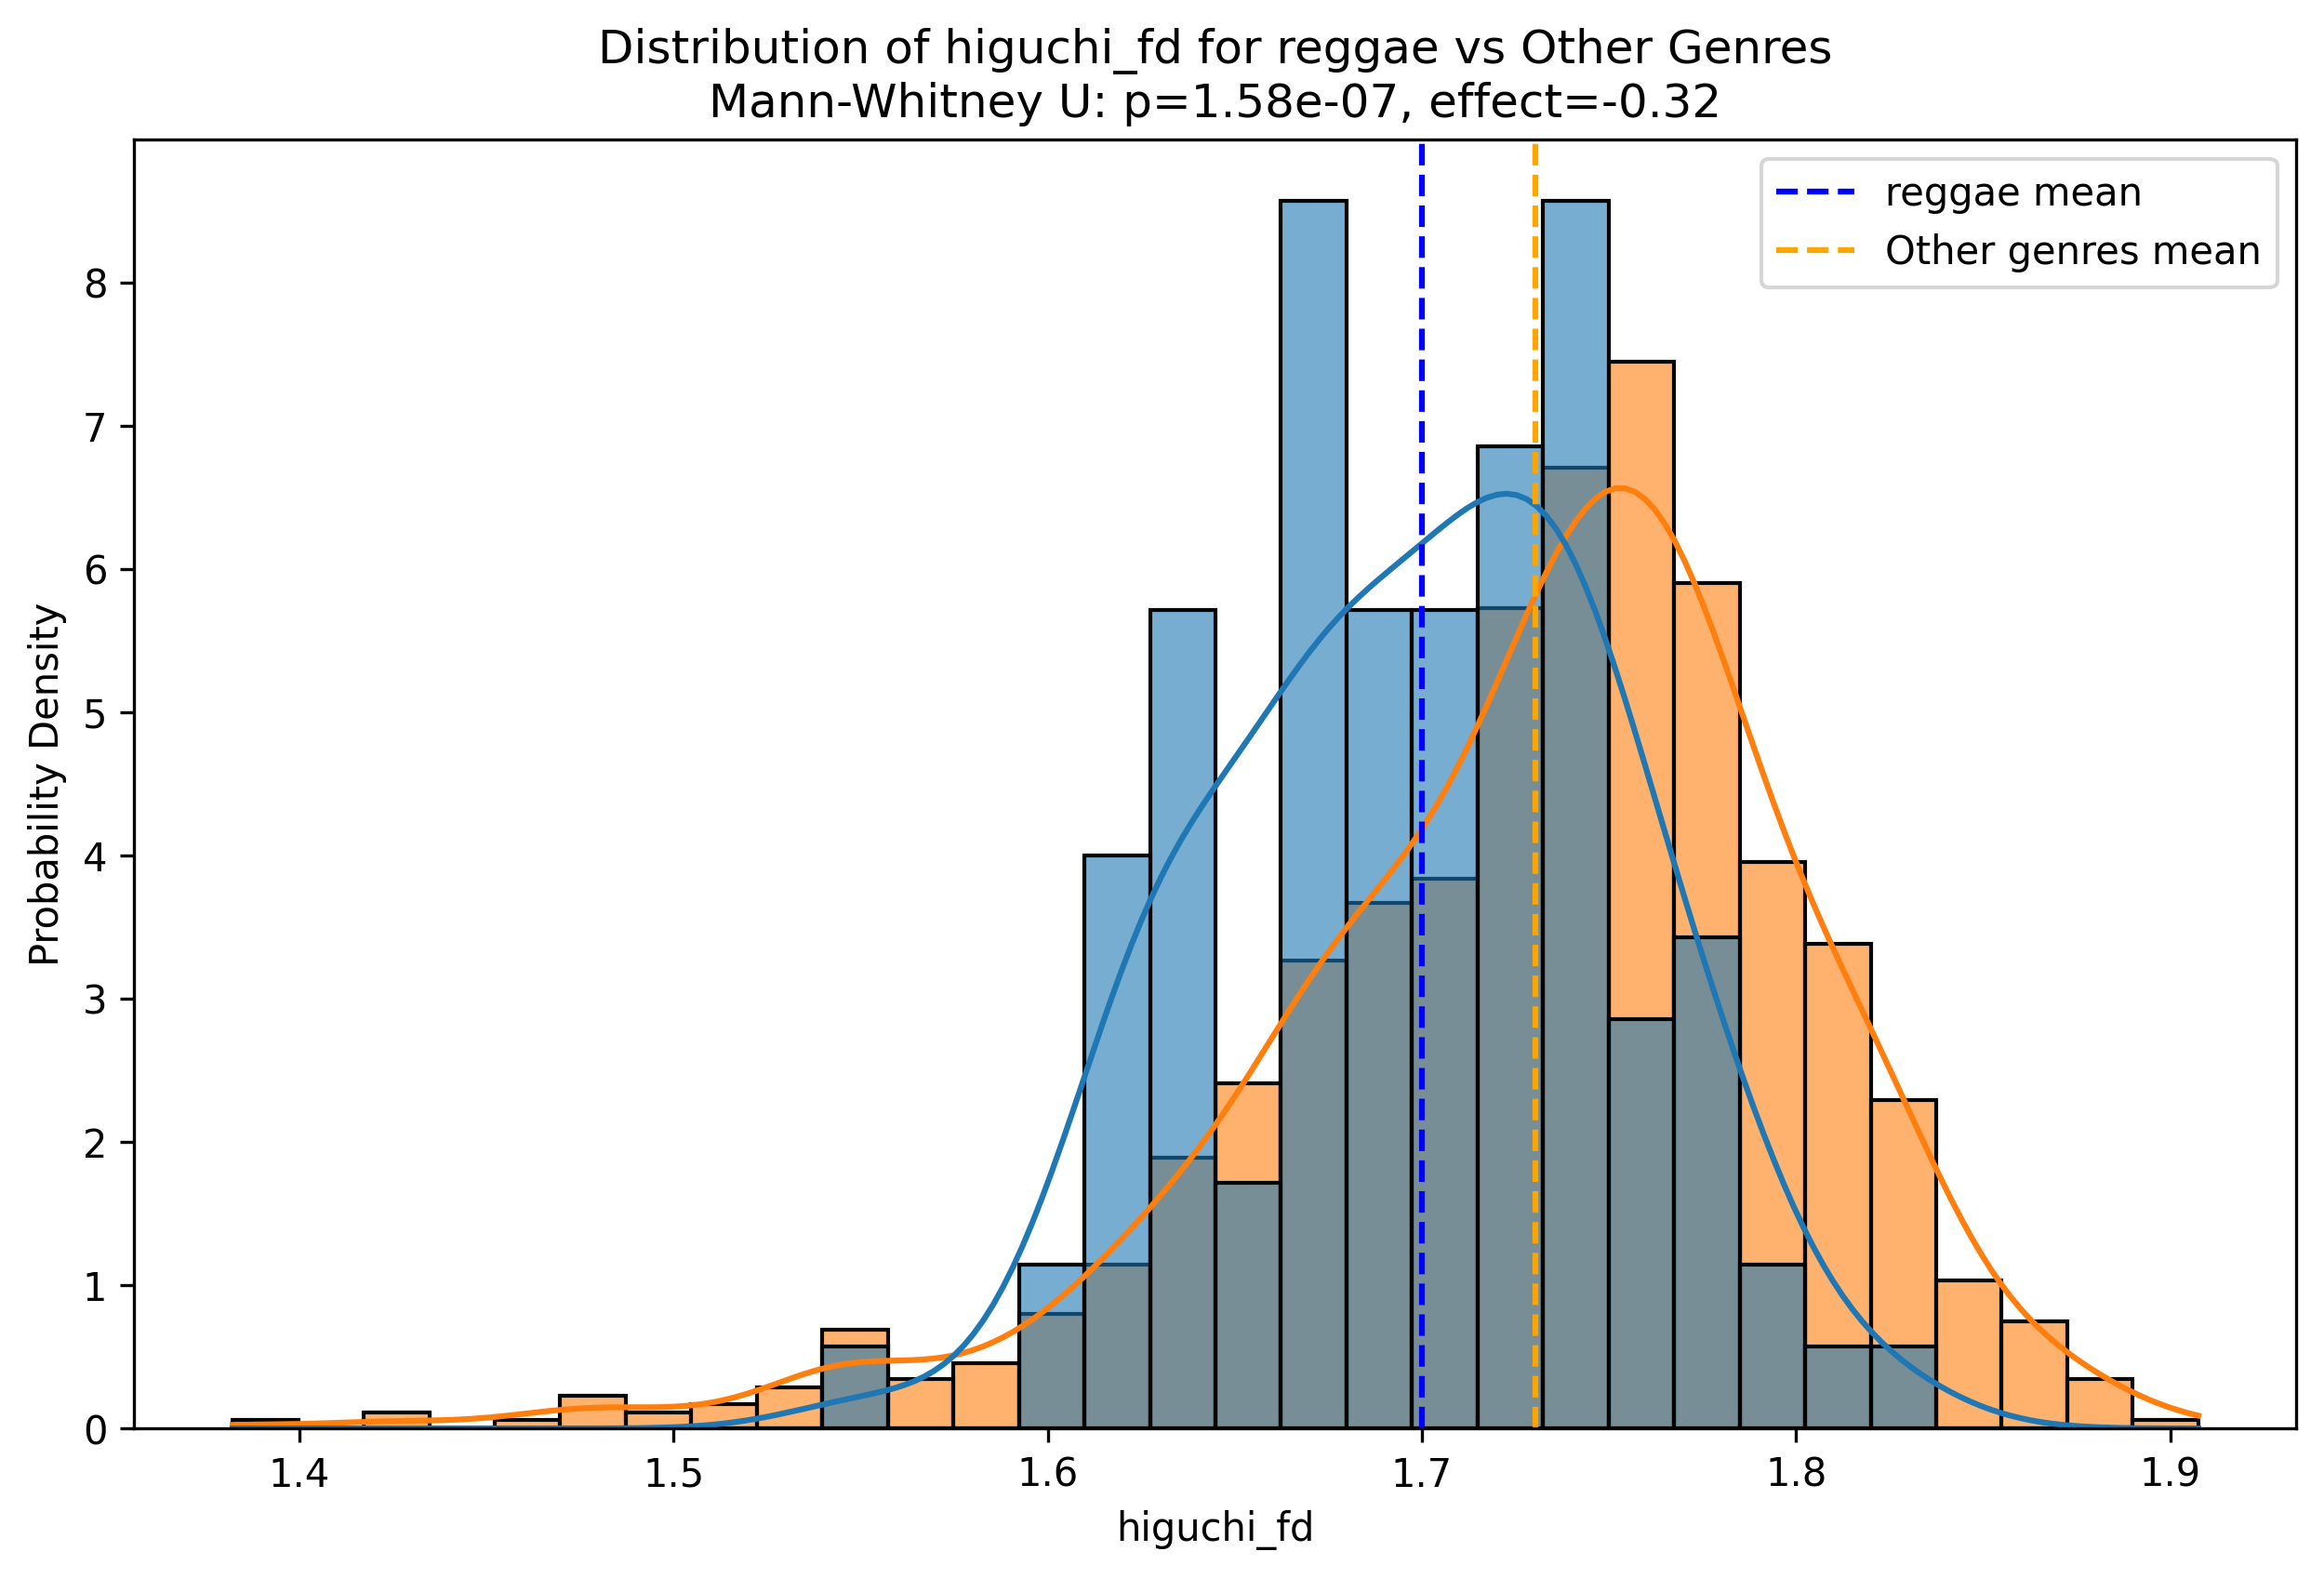 Distribution of higuchi_fd for reggae vs Other Genres
Mann-Whitney U: p=1.58e-07, effect=-0.32
reggae mean
Other genres mean
Probability Density
8
7
6
5
4
3
2
1
0
1.4 1.5 1.6 1.7 1.8 1.9
higuchi_fd